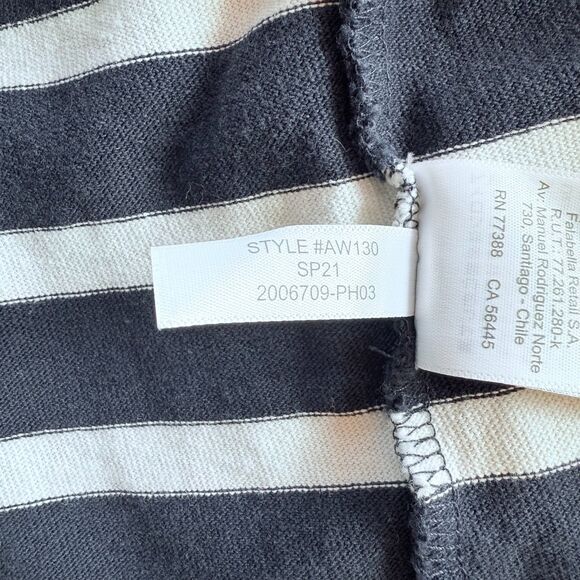 STYLE #AW130
SP21
2006709-PH03
Falabella Retail S.A.
R.U.T.: 77.261.280-k
Av. Manuel Rodriguez Norte
730, Santiago - Chile
RN 77388 CA 56445